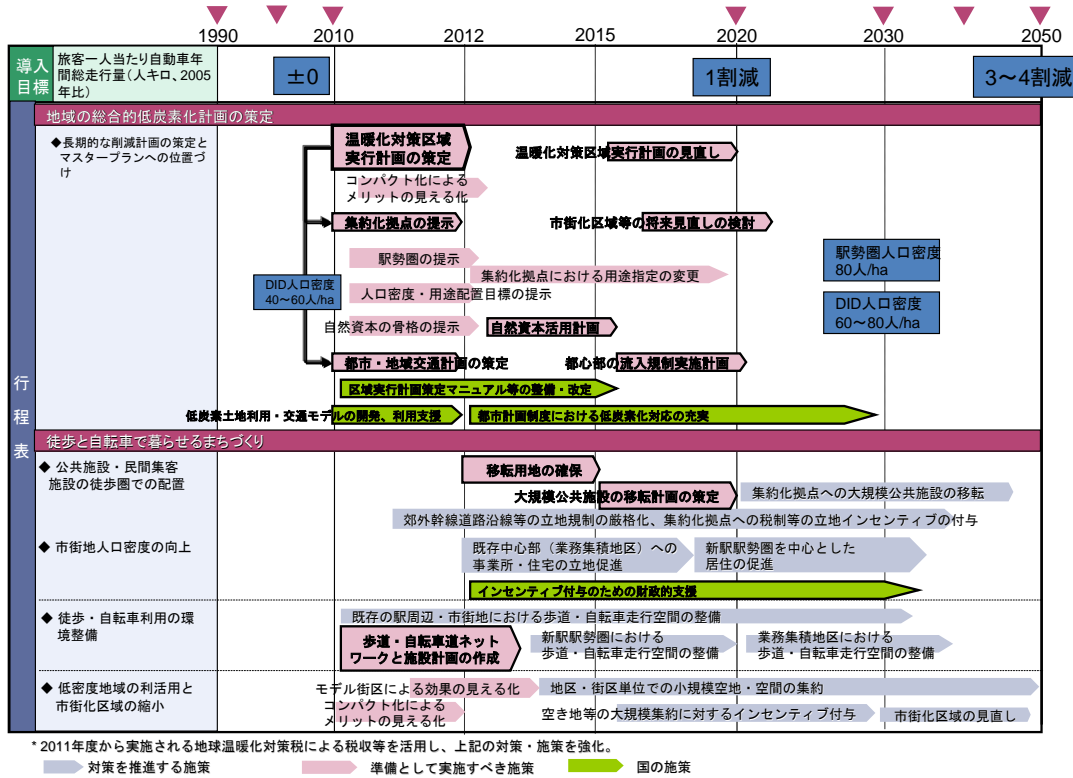 1990
2010
2012
2015
2020
2030
2050
導入
目標
旅客一人当たり自動車年
間総走行量(人キロ、2005
年比)
±0
1割減
3～4割減
行
程
表
地域の総合的低炭素化計画の策定
◆長期的な削減計画の策定と
マスタープランへの位置づ
け
温暖化対策区域
実行計画の策定
温暖化対策区域実行計画の見直し
コンパクト化による
メリットの見える化
集約化拠点の提示
市街化区域等の将来見直しの検討
駅勢圏の提示
集約化拠点における用途指定の変更
駅勢圏人口密度
80人/ha
DID人口密度
40～60人/ha
人口密度・用途配置目標の提示
DID人口密度
60～80人/ha
自然資本の骨格の提示
自然資本活用計画
都市・地域交通計画の策定
都心部の流入規制実施計画
区域実行計画策定マニュアル等の整備・改定
低炭素土地利用・交通モデルの開発、利用支援
都市計画制度における低炭素化対応の充実
徒歩と自転車で暮らせるまちづくり
◆ 公共施設・民間集客
施設の徒歩圏での配置
移転用地の確保
大規模公共施設の移転計画の策定
集約化拠点への大規模公共施設の移転
郊外幹線道路沿線等の立地規制の厳格化、集約化拠点への税制等の立地インセンティブの付与
◆ 市街地人口密度の向上
既存中心部（業務集積地区）への
事業所・住宅の立地促進
新駅駅勢圏を中心とした
居住の促進
インセンティブ付与のための財政的支援
◆ 徒歩・自転車利用の環
境整備
既存の駅周辺・市街地における歩道・自転車走行空間の整備
歩道・自転車道ネット
ワークと施設計画の作成
新駅駅勢圏における
歩道・自転車走行空間の整備
業務集積地区における
歩道・自転車走行空間の整備
◆ 低密度地域の利活用と
市街化区域の縮小
モデル街区による効果の見える化
地区・街区単位での小規模空地・空間の集約
コンパクト化による
メリットの見える化
空き地等の大規模集約に対するインセンティブ付与
市街化区域の見直し
* 2011年度から実施される地球温暖化対策税による税収等を活用し、上記の対策・施策を強化。
対策を推進する施策
準備として実施すべき施策
国の施策